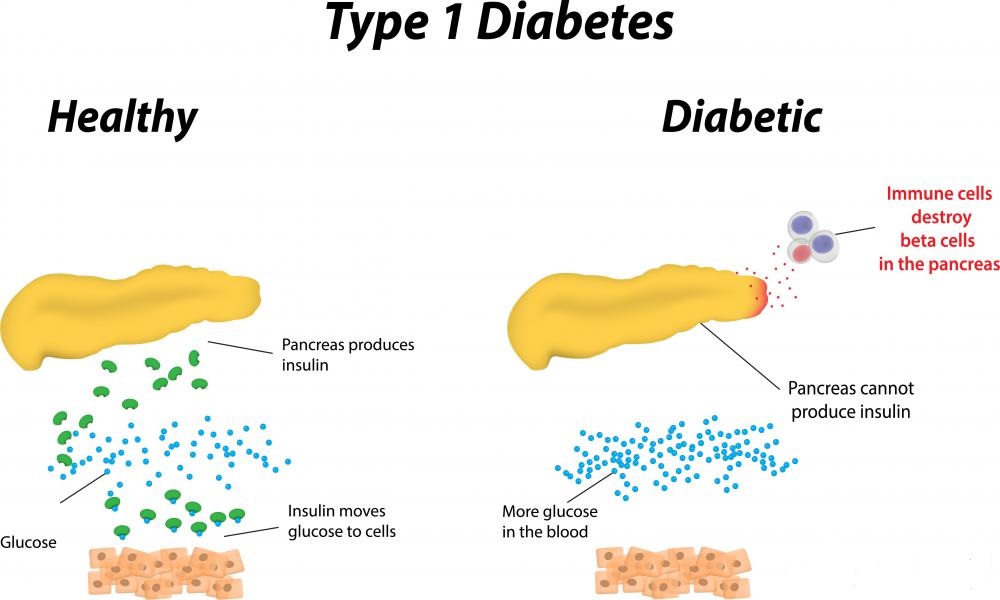 Type 1 Diabetes
Healthy
Diabetic
Immune cells
destroy
beta cells
in the pancreas
Pancreas produces
insulin
Pancreas cannot
produce insulin
Glucose
Insulin moves
glucose to cells
More glucose
in the blood